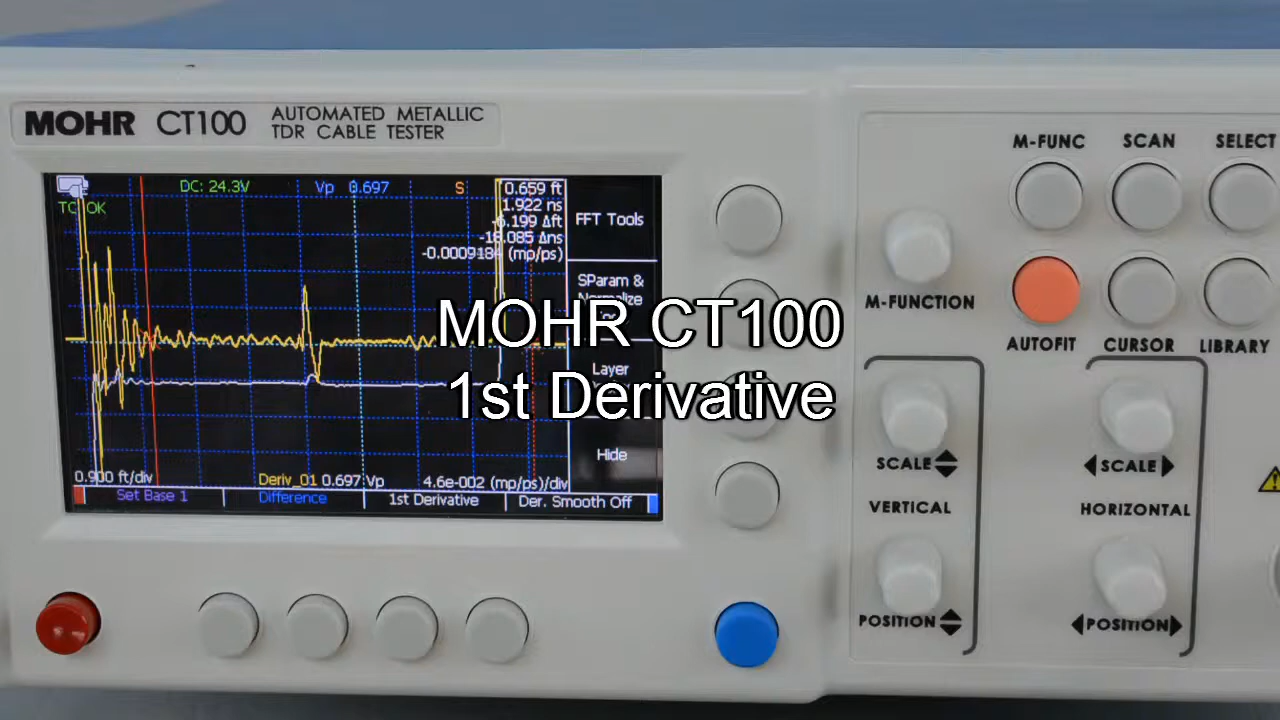 MOHR CT100 AUTOMATED METALLIC
TDR CABLE TESTER
DC: 24.3V Vp 0.697 S 0.659 ft
TC OK 1.922 ns
-6.199 Δft
-18.085 Δns
-0.0009184 (mp/ps)
FFT Tools
SParam &
Normalize
Layer
Hide
0.900 ft/div Deriv_01 0.697 Vp 4.6e-002 (mp/ps)/div
Set Base 1 Difference 1st Derivative Der. Smooth Off
MOHR CT100
1st Derivative
M-FUNC SCAN SELECT
M-FUNCTION
AUTOFIT CURSOR LIBRARY
SCALE SCALE
VERTICAL HORIZONTAL
POSITION POSITION